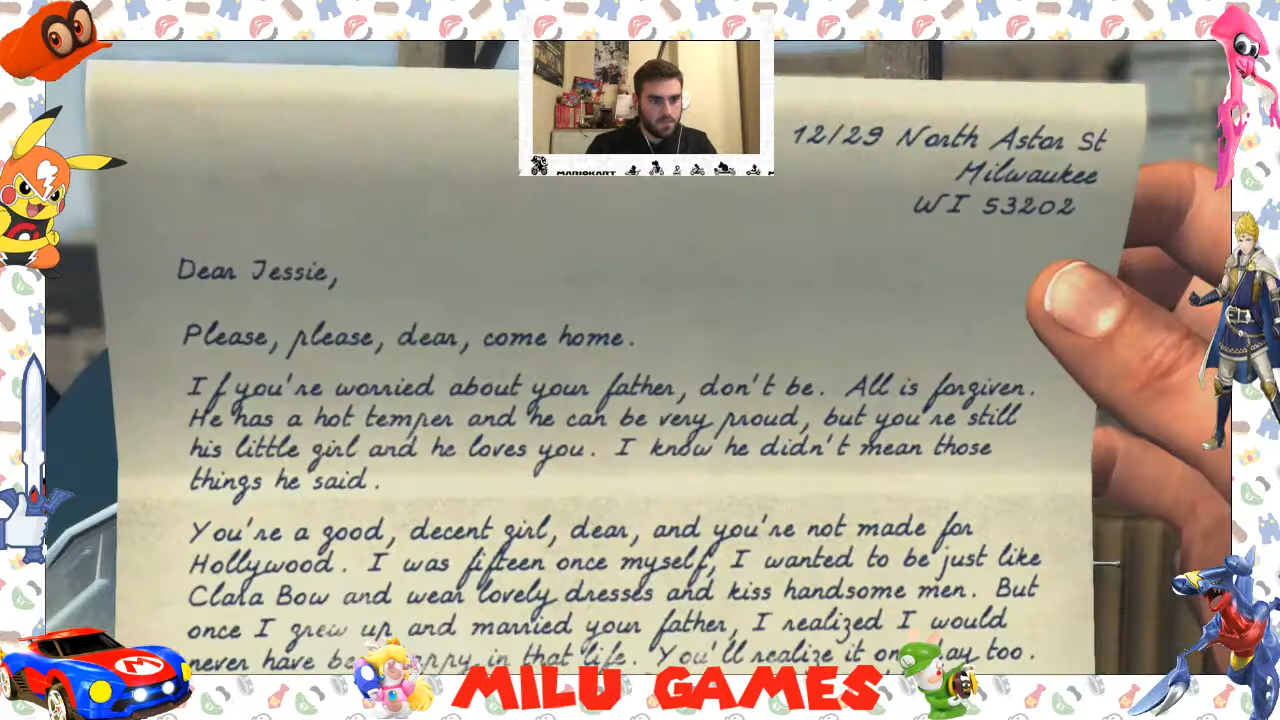 MARIOKART
12/29 North Astor St
Milwaukee
WI 53202
Dear Jessie,
Please, please, dear, come home.
If you're worried about your father, don't be. All is forgiven.
He has a hot temper and he can be very proud, but you're still
his little girl and he loves you. I know he didn't mean those
things he said.
You're a good, decent girl, dear, and you're not made for
Hollywood. I was fifteen once myself, I wanted to be just like
Clara Bow and wear lovely dresses and kiss handsome men. But
once I grew up and married your father, I realized I would
never have in that life. You'll realize it day too.
MILU GAMES